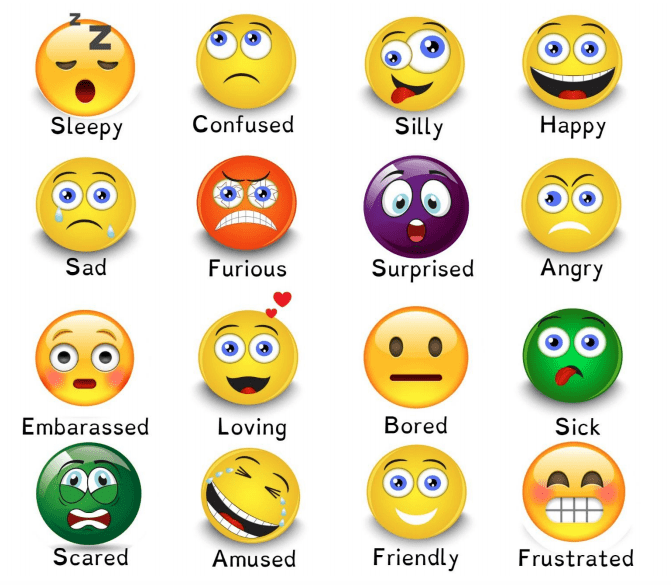 z
Z
Sleepy Confused Silly Happy
Sad Furious Surprised Angry
Embarassed Loving Bored Sick
Scared Amused Friendly Frustrated